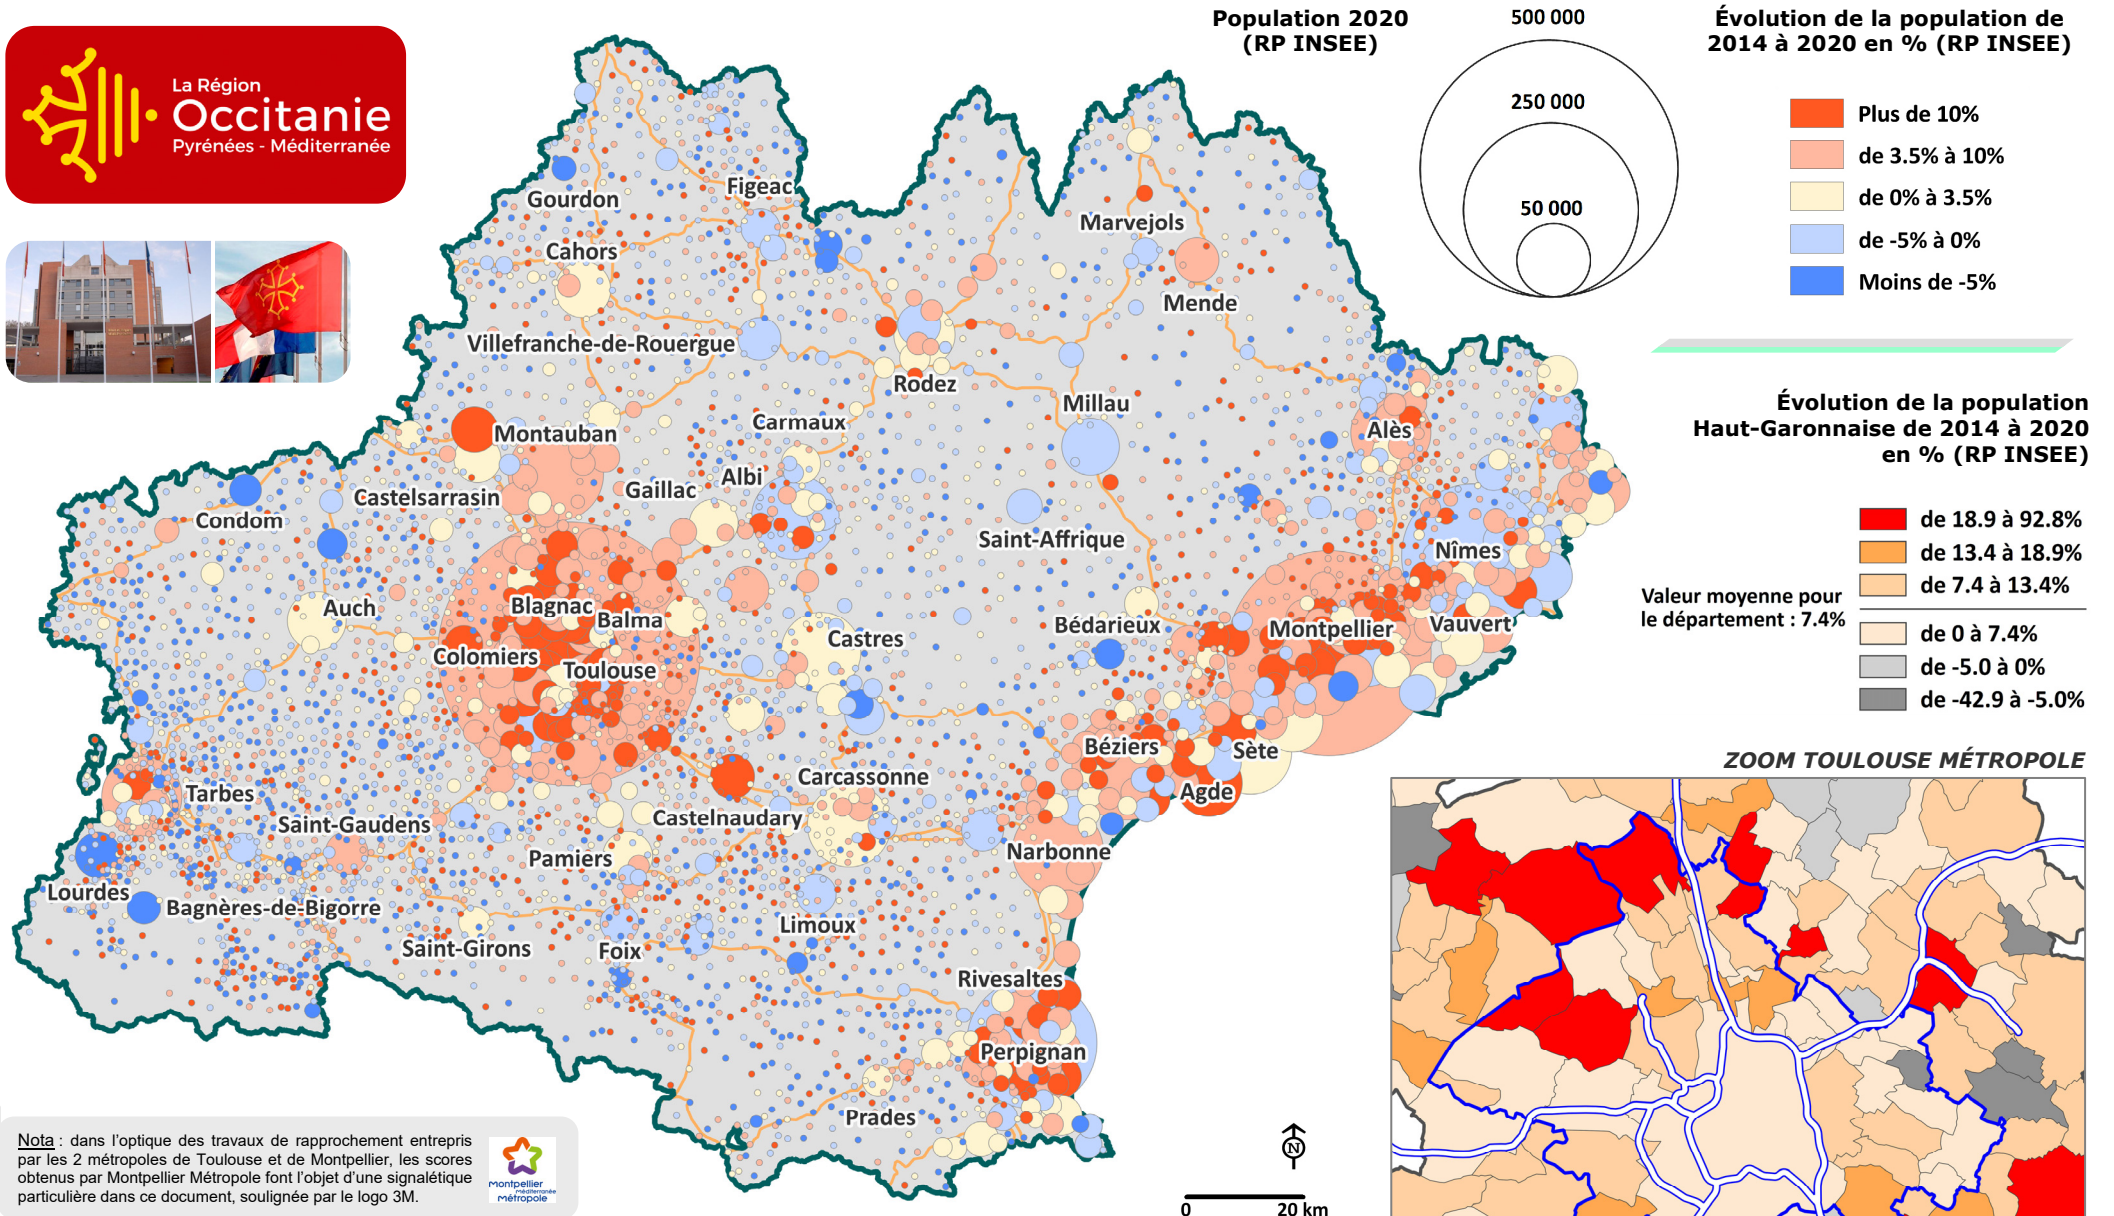 La Région
Occitanie
Pyrénées - Méditerranée
Population 2020
(RP INSEE)
500 000
250 000
50 000
Évolution de la population de
2014 à 2020 en % (RP INSEE)
Plus de 10%
de 3.5% à 10%
de 0% à 3.5%
de -5% à 0%
Moins de -5%
Évolution de la population
Haut-Garonnaise de 2014 à 2020
en % (RP INSEE)
de 18.9 à 92.8%
de 13.4 à 18.9%
de 7.4 à 13.4%
Valeur moyenne pour
le département : 7.4%
de 0 à 7.4%
de -5.0 à 0%
de -42.9 à -5.0%
ZOOM TOULOUSE MÉTROPOLE
Figeac
Gourdon
Marvejols
Cahors
Mende
Villefranche-de-Rouergue
Rodez
Millau
Carmaux
Alès
Montauban
Albi
Gaillac
Castelsarrasin
Condom
Saint-Affrique
Nîmes
Auch
Blagnac
Balma
Castres
Bédarieux
Montpellier
Vauvert
Colomiers
Toulouse
Béziers
Sète
Carcassonne
Agde
Tarbes
Castelnaudary
Saint-Gaudens
Narbonne
Pamiers
Lourdes
Bagnères-de-Bigorre
Limoux
Saint-Girons
Foix
Rivesaltes
Perpignan
Prades
Nota : dans l'optique des travaux de rapprochement entrepris
par les 2 métropoles de Toulouse et de Montpellier, les scores
obtenus par Montpellier Métropole font l'objet d'une signalétique
particulière dans ce document, soulignée par le logo 3M.
Montpellier
Méditerranée
Métropole
N
0 20 km